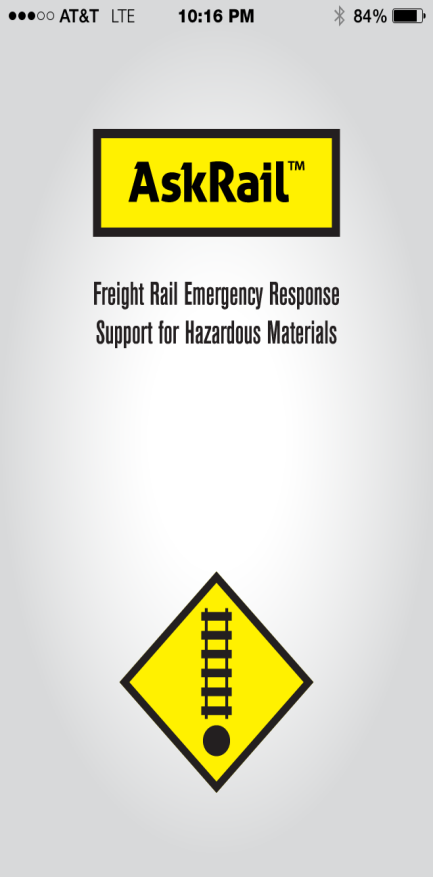 AT&T LTE 10:16 PM 84%
AskRail™
Freight Rail Emergency Response
Support for Hazardous Materials